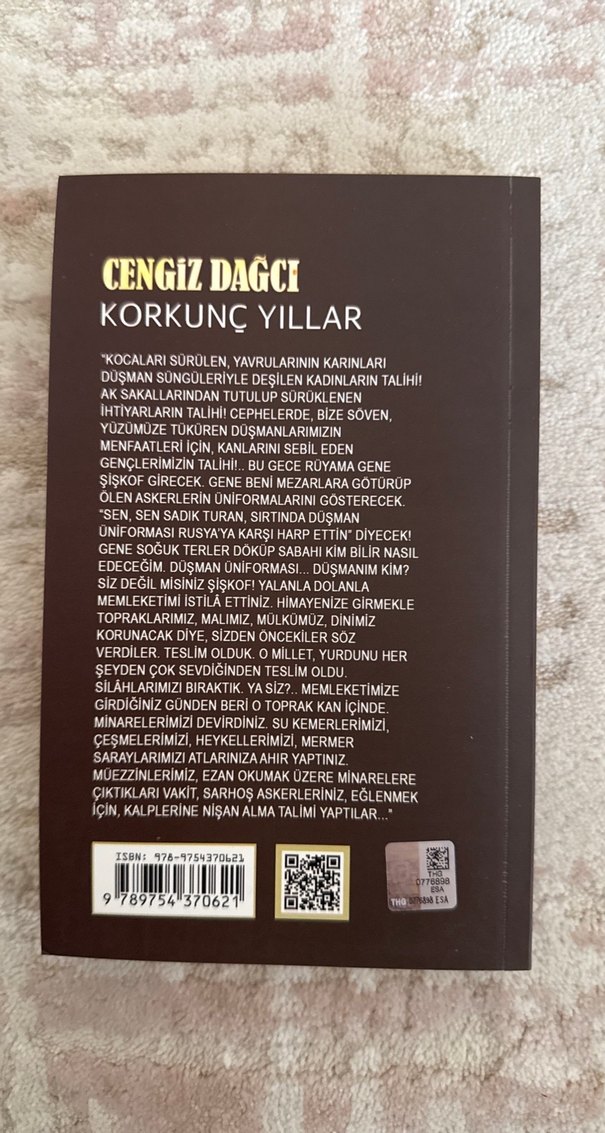 CENGİZ DAĞCI
KORKUNÇ YILLAR
"KOCALARI SÜRÜLEN, YAVRULARININ KARINLARI
DÜŞMAN SÜNGÜLERİYLE DEŞİLEN KADINLARIN TALİHİ!
AK SAKALLARINDAN TUTULUP SÜRÜKLENEN
İHTİYARLARIN TALİHİ! CEPHELERDE, BİZE SÖVEN,
YÜZÜMÜZE TÜKÜREN DÜŞMANLARIMIZIN
MENFAATLERİ İÇİN, KANLARINI SEBİL EDEN
GENÇLERİMİZİN TALİHİ!.. BU GECE RÜYAMA GENE
ŞİŞKOF GİRECEK. GENE BENİ MEZARLARA GÖTÜRÜP
ÖLEN ASKERLERİN ÜNİFORMALARINI GÖSTERECEK.
"SEN, SEN SADIK TURAN, SIRTINDA DÜŞMAN
ÜNİFORMASI RUSYA'YA KARŞI HARP ETTİN" DİYECEK!
GENE SOĞUK TERLER DÖKÜP SABAHI KİM BİLİR NASIL
EDECEĞİM. DÜŞMAN ÜNİFORMASI... DÜŞMANIM KİM?
SİZ DEĞİL MİSİNİZ ŞİŞKOF! YALANLA DOLANLA
MEMLEKETİMİ İSTİLÂ ETTİNİZ. HİMAYENİZE GİRMEKLE
TOPRAKLARIMIZ, MALIMIZ, MÜLKÜMÜZ, DİNİMİZ
KORUNACAK DİYE, SİZDEN ÖNCEKİLER SÖZ
VERDİLER. TESLİM OLDUK. O MİLLET, YURDUNU HER
ŞEYDEN ÇOK SEVDİĞİNDEN TESLİM OLDU.
SİLÂHLARIMIZI BIRAKTIK. YA SİZ?.. MEMLEKETİMİZE
GİRDİĞİNİZ GÜNDEN BERİ O TOPRAK KAN İÇİNDE.
MİNARELERİMİZİ DEVİRDİNİZ. SU KEMERLERİMİZİ,
ÇEŞMELERİMİZİ, HEYKELLERİMİZİ, MERMER
SARAYLARIMIZI ATLARINIZA AHIR YAPTINIZ.
MÜEZZİNLERİMİZ, EZAN OKUMAK ÜZERE MİNARELERE
ÇIKTIKLARI VAKİT, SARHOŞ ASKERLERİNİZ, EĞLENMEK
İÇİN, KALPLERİNE NİŞAN ALMA TALİMİ YAPTILAR..."
ISBN: 978-9754370621
9 789754 370621
THG
0776898
ESA
THG 0776898 ESA